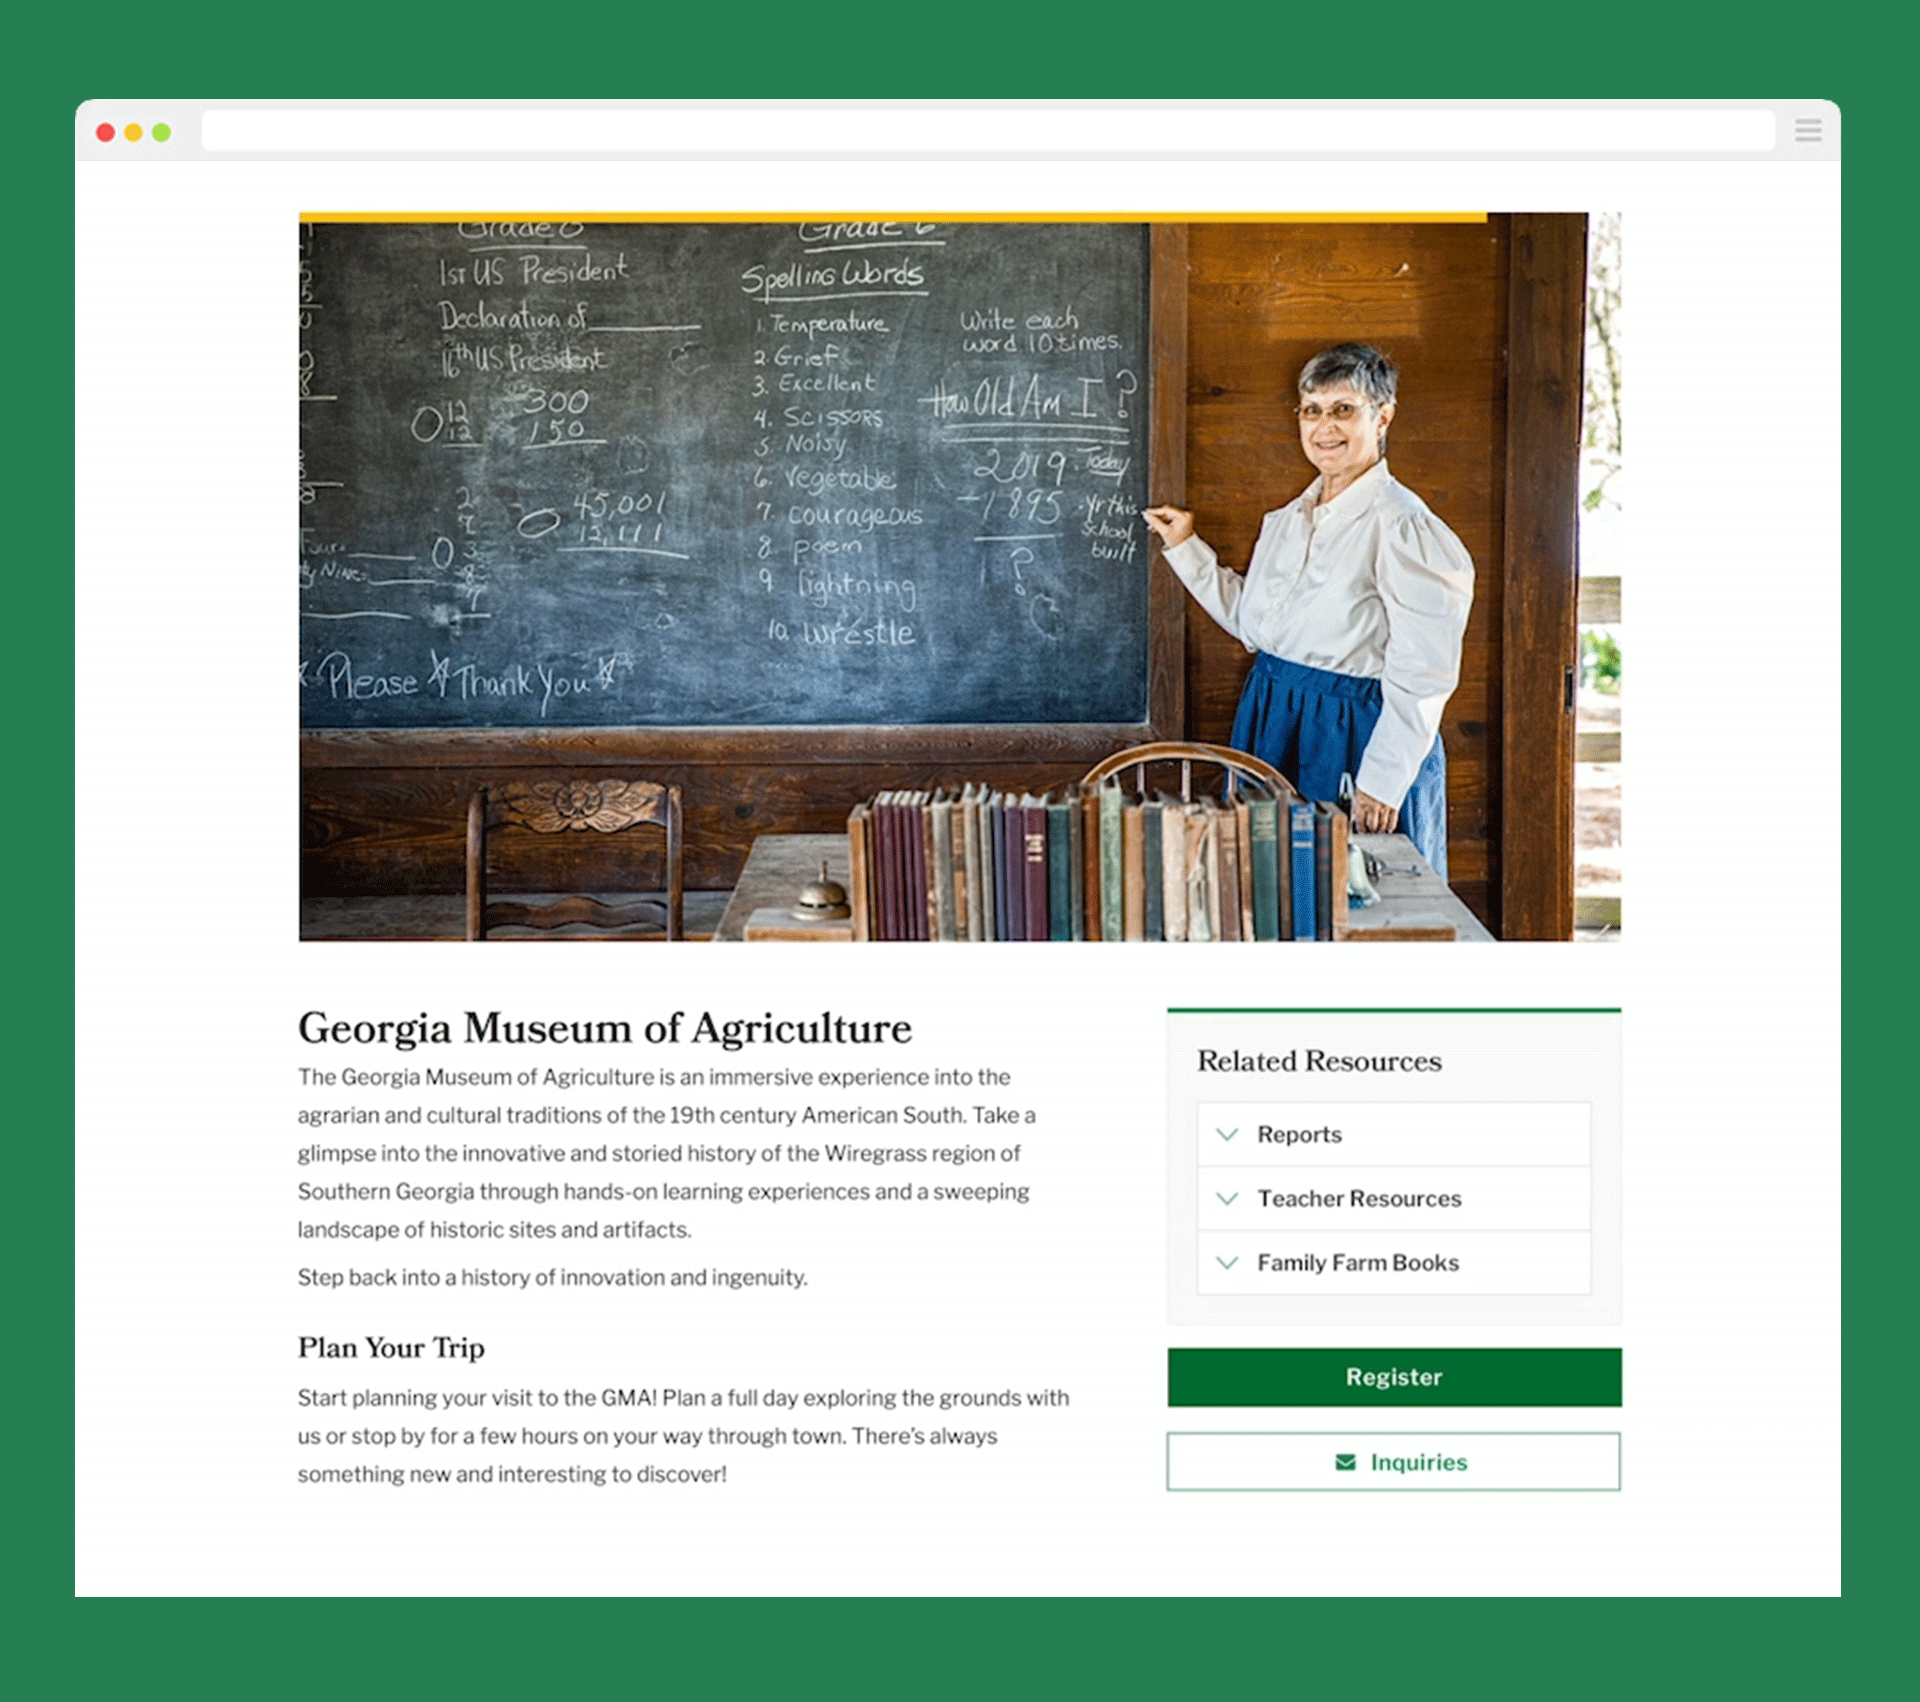 Grade 6
1st US President
Declaration of
16th US President
12
12
300
150
45,001
12,111
Four=
ty Nine=
Please Thank You
Grade 6
Spelling Words
1. Temperature
2. Grief
3. Excellent
4. Scissors
5. Noisy
6. Vegetable
7. courageous
8. poem
9. lightning
10. wrestle
Write each
word 10 times.
How Old Am I ?
2019 - Today
-1895 - yr this
school
built
?
Georgia Museum of Agriculture
The Georgia Museum of Agriculture is an immersive experience into the
agrarian and cultural traditions of the 19th century American South. Take a
glimpse into the innovative and storied history of the Wiregrass region of
Southern Georgia through hands-on learning experiences and a sweeping
landscape of historic sites and artifacts.
Step back into a history of innovation and ingenuity.
Plan Your Trip
Start planning your visit to the GMA! Plan a full day exploring the grounds with
us or stop by for a few hours on your way through town. There’s always
something new and interesting to discover!
Related Resources
Reports
Teacher Resources
Family Farm Books
Register
Inquiries